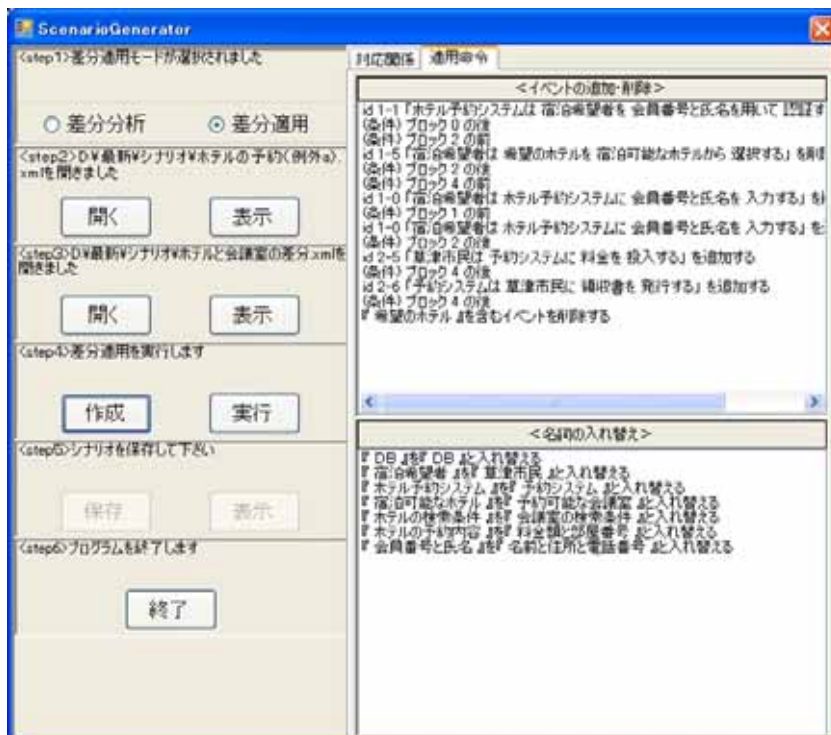 ScenarioGenerator
<step1>差分適用モードが選択されました
差分分析
差分適用
<step2>D¥最新¥シナリオ¥ホテルの予約(例外a).
xmlを開きました
開く
表示
<step3>D¥最新¥シナリオ¥ホテルと会議室の差分.xmlを
開きました
開く
表示
<step4>差分適用を実行します
作成
実行
<step5>シナリオを保存して下さい
保存
表示
<step6>プログラムを終了します
終了
対応関係
適用命令
<イベントの追加・削除>
id 1-1「ホテル予約システムは 宿泊希望者を 会員番号と氏名を用いて 認証す
(条件) ブロック 0 の後
(条件) ブロック 2 の前
id 1-5「宿泊希望者は 希望のホテルを 宿泊可能なホテルから 選択する」を削
(条件) ブロック 2 の後
(条件) ブロック 4 の前
id 1-0「宿泊希望者は ホテル予約システムに 会員番号と氏名を 入力する」を
(条件) ブロック 1 の前
id 1-0「宿泊希望者は ホテル予約システムに 会員番号と氏名を 入力する」を
(条件) ブロック 2 の後
id 2-5「草津市民は 予約システムに 料金を 投入する」を追加する
(条件) ブロック 4 の後
id 2-6「予約システムは 草津市民に 領収書を 発行する」を追加する
(条件) ブロック 4 の後
『 希望のホテル 』を含むイベントを削除する
<名詞の入れ替え>
『 DB 』を『 DB 』と入れ替える
『 宿泊希望者 』を『 草津市民 』と入れ替える
『 ホテル予約システム 』を『 予約システム 』と入れ替える
『 宿泊可能なホテル 』を『 予約可能な会議室 』と入れ替える
『 ホテルの検索条件 』を『 会議室の検索条件 』と入れ替える
『 ホテルの予約内容 』を『 料金額と部屋番号 』と入れ替える
『 会員番号と氏名 』を『 名前と住所と電話番号 』と入れ替える